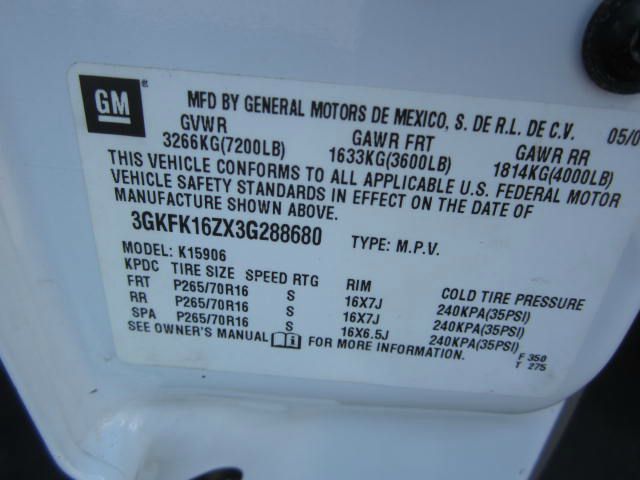 GM ® MFD BY GENERAL MOTORS DE MEXICO, S. DE R.L. DE C.V. 05/0
GVWR GAWR FRT GAWR RR
3266KG(7200LB) 1633KG(3600LB) 1814KG(4000LB)
THIS VEHICLE CONFORMS TO ALL APPLICABLE U.S. FEDERAL MOTOR
VEHICLE SAFETY STANDARDS IN EFFECT ON THE DATE OF
MANUFACTURE SHOWN ABOVE.
3GKFK16ZX3G288680 TYPE: M.P.V.
MODEL: K15906
KPDC TIRE SIZE SPEED RTG RIM COLD TIRE PRESSURE
FRT P265/70R16 S 16X7J 240KPA(35PSI)
RR P265/70R16 S 16X7J 240KPA(35PSI)
SPA P265/70R16 S 16X6.5J 240KPA(35PSI)
SEE OWNER'S MANUAL i FOR MORE INFORMATION. F 350
T 275